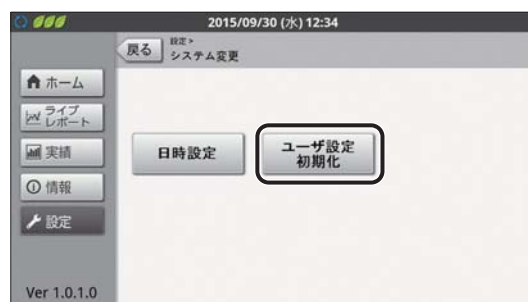 2015/09/30 (水) 12:34
戻る
設定 >
システム変更
ホーム
ライブ
レポート
実績
情報
設定
日時設定
ユーザ設定
初期化
Ver 1.0.1.0